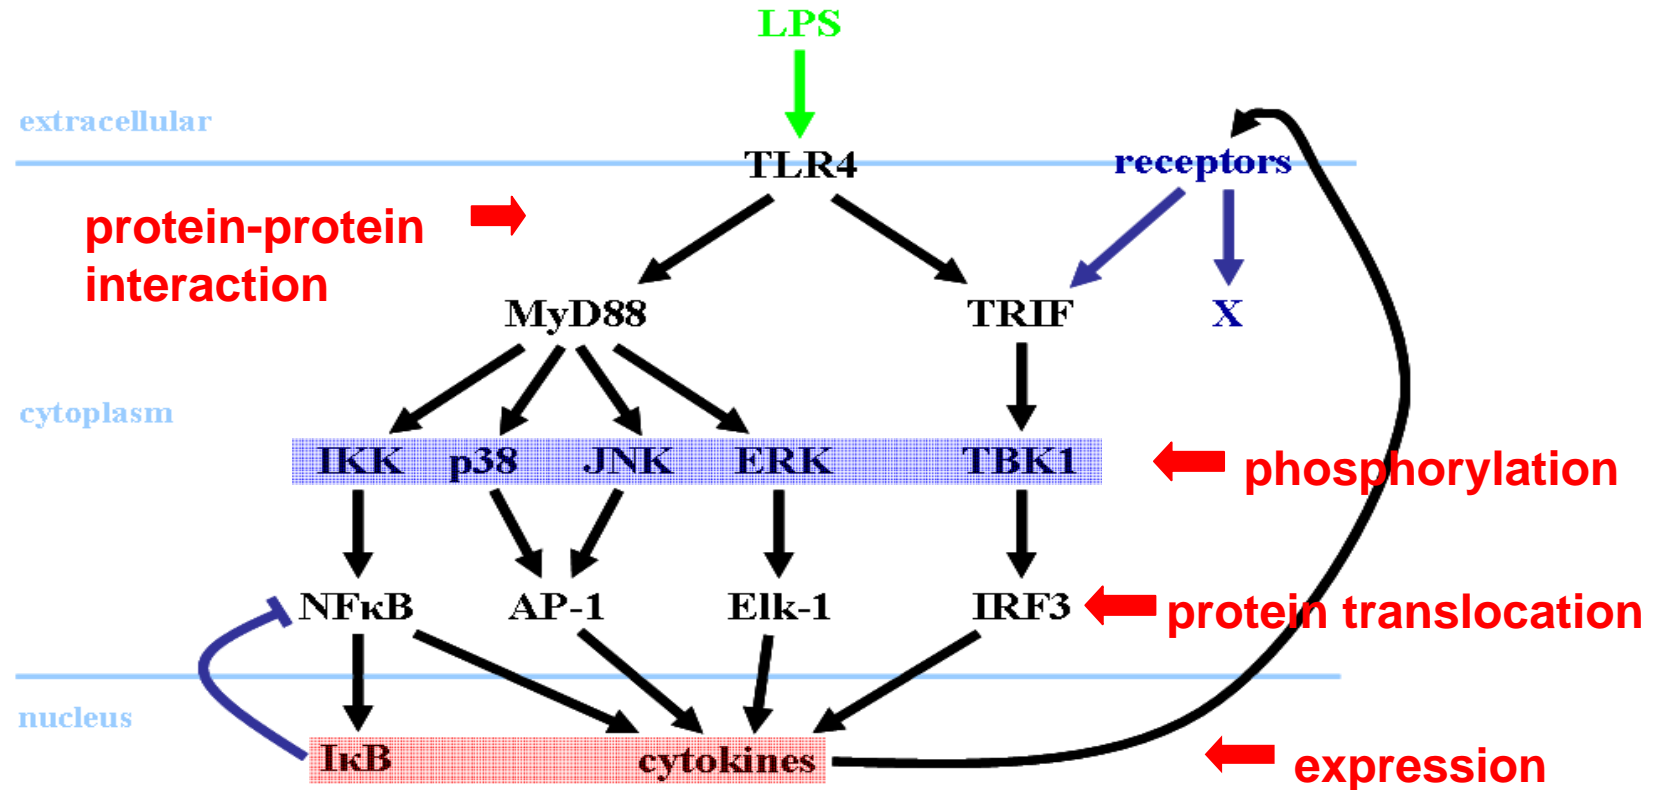 LPS
extracellular
TLR4
receptors
protein-protein
interaction
MyD88
TRIF
X
cytoplasm
IKK p38 JNK ERK TBK1
phosphorylation
NFκB AP-1 Elk-1 IRF3
protein translocation
nucleus
IκB cytokines
expression